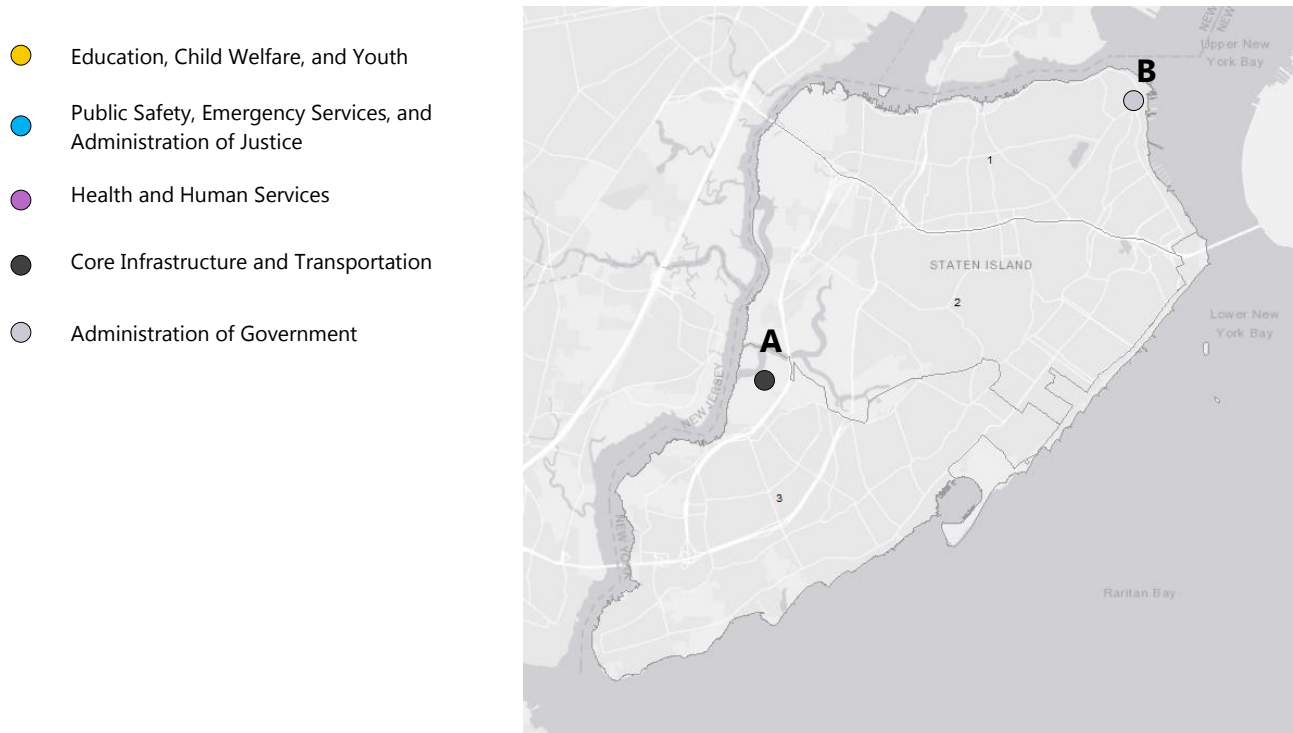 Education, Child Welfare, and Youth
Public Safety, Emergency Services, and
Administration of Justice
Health and Human Services
Core Infrastructure and Transportation
Administration of Government
NEW
NEW
Upper New
York Bay
B
1
STATEN ISLAND
2
Lower New
York Bay
A
NEW JERSEY
3
NEW YORK
Raritan Bay